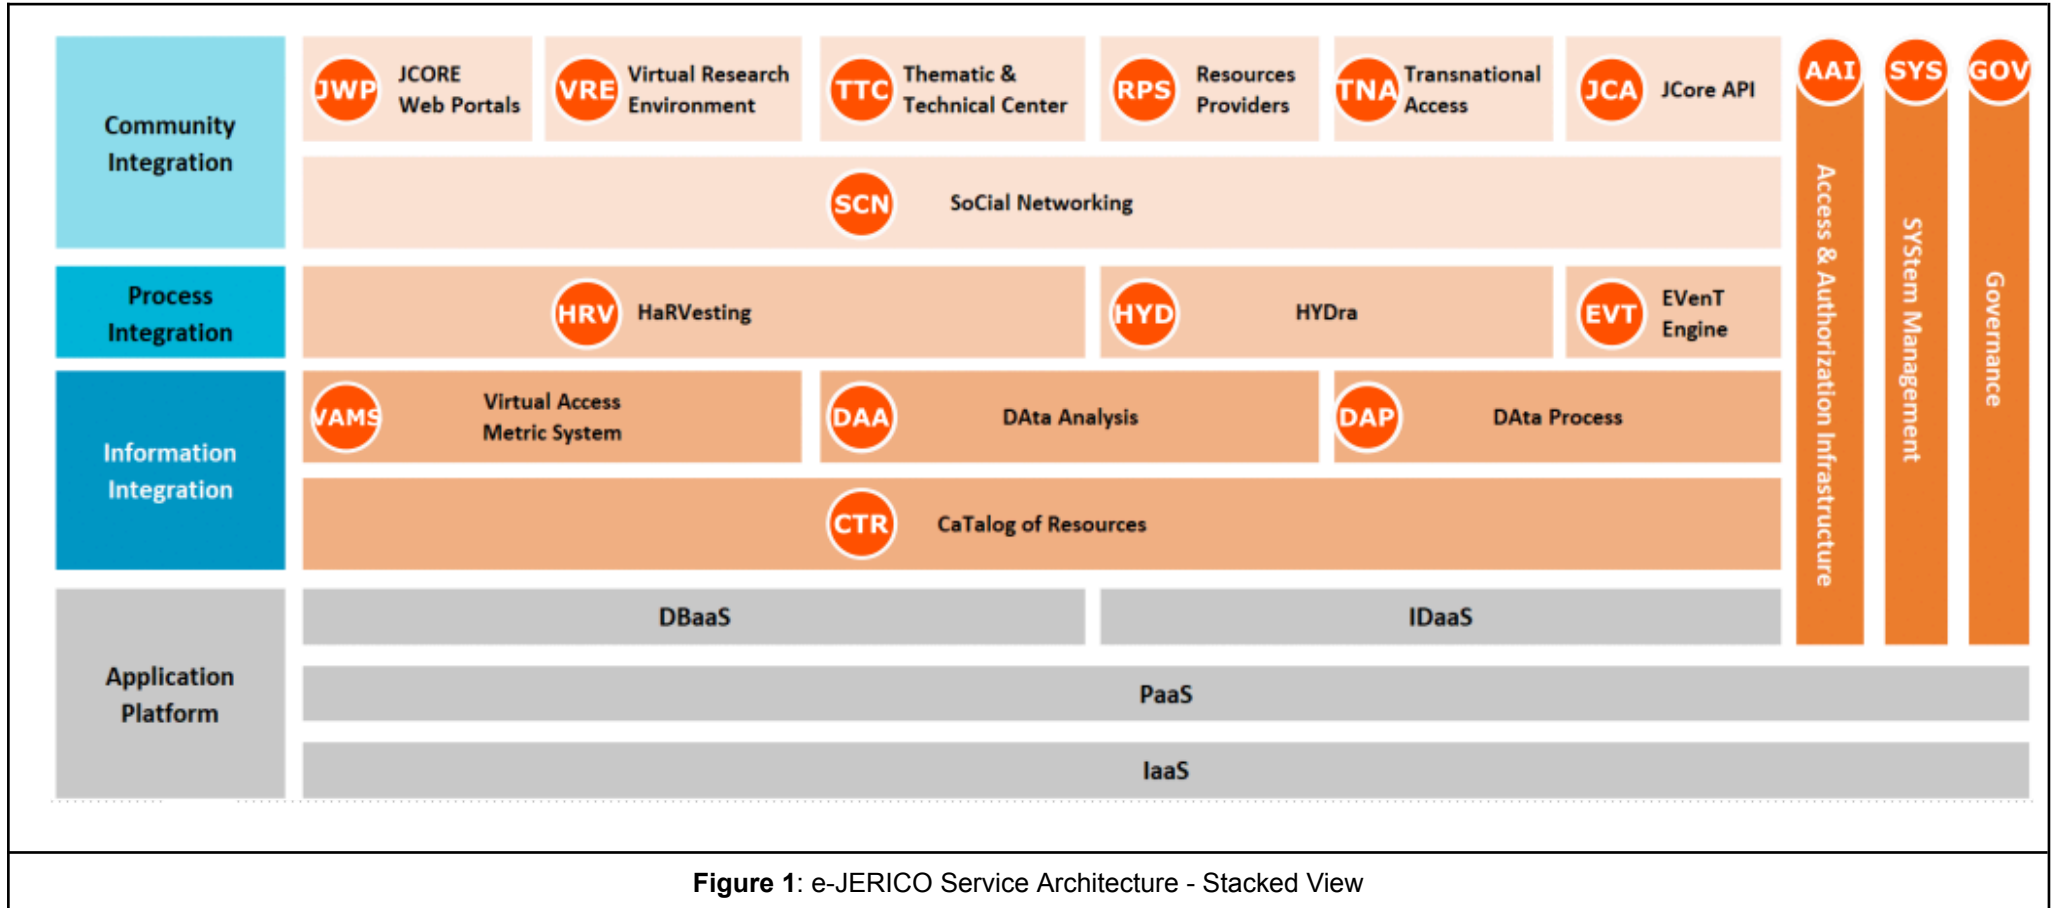 Community
Integration
JWP
JCORE
Web Portals
VRE
Virtual Research
Environment
TTC
Thematic &
Technical Center
RPS
Resources
Providers
TNA
Transnational
Access
JCA
JCore API
AAI
SYS
GOV
SCN
SoCial Networking
Access & Authorization Infrastructure
SYStem Management
Governance
Process
Integration
HRV
HaRVesting
HYD
HYDra
EVT
EVenT
Engine
Information
Integration
VAMS
Virtual Access
Metric System
DAA
DAta Analysis
DAP
DAta Process
CTR
CaTalog of Resources
Application
Platform
DBaaS
IDaaS
PaaS
IaaS
Figure 1: e-JERICO Service Architecture - Stacked View